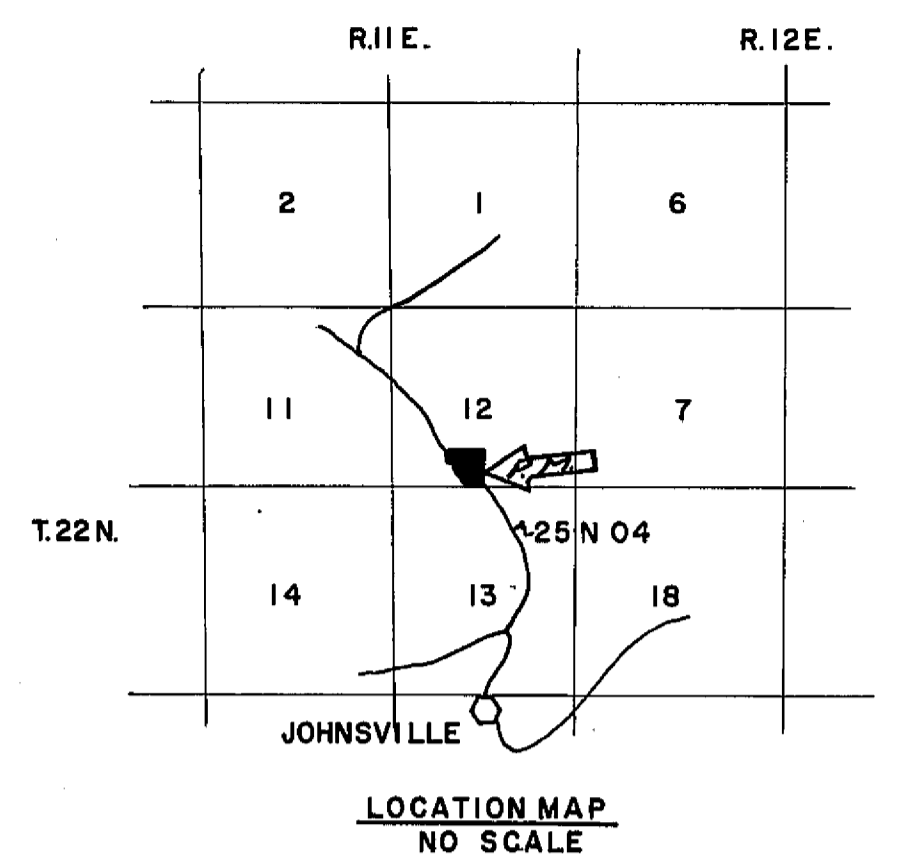 R.11 E. R.12 E.
2 1 6
11 12 7
P.M.
T.22 N. 25 N 04
14 13 18
JOHNSVILLE
LOCATION MAP
NO SCALE